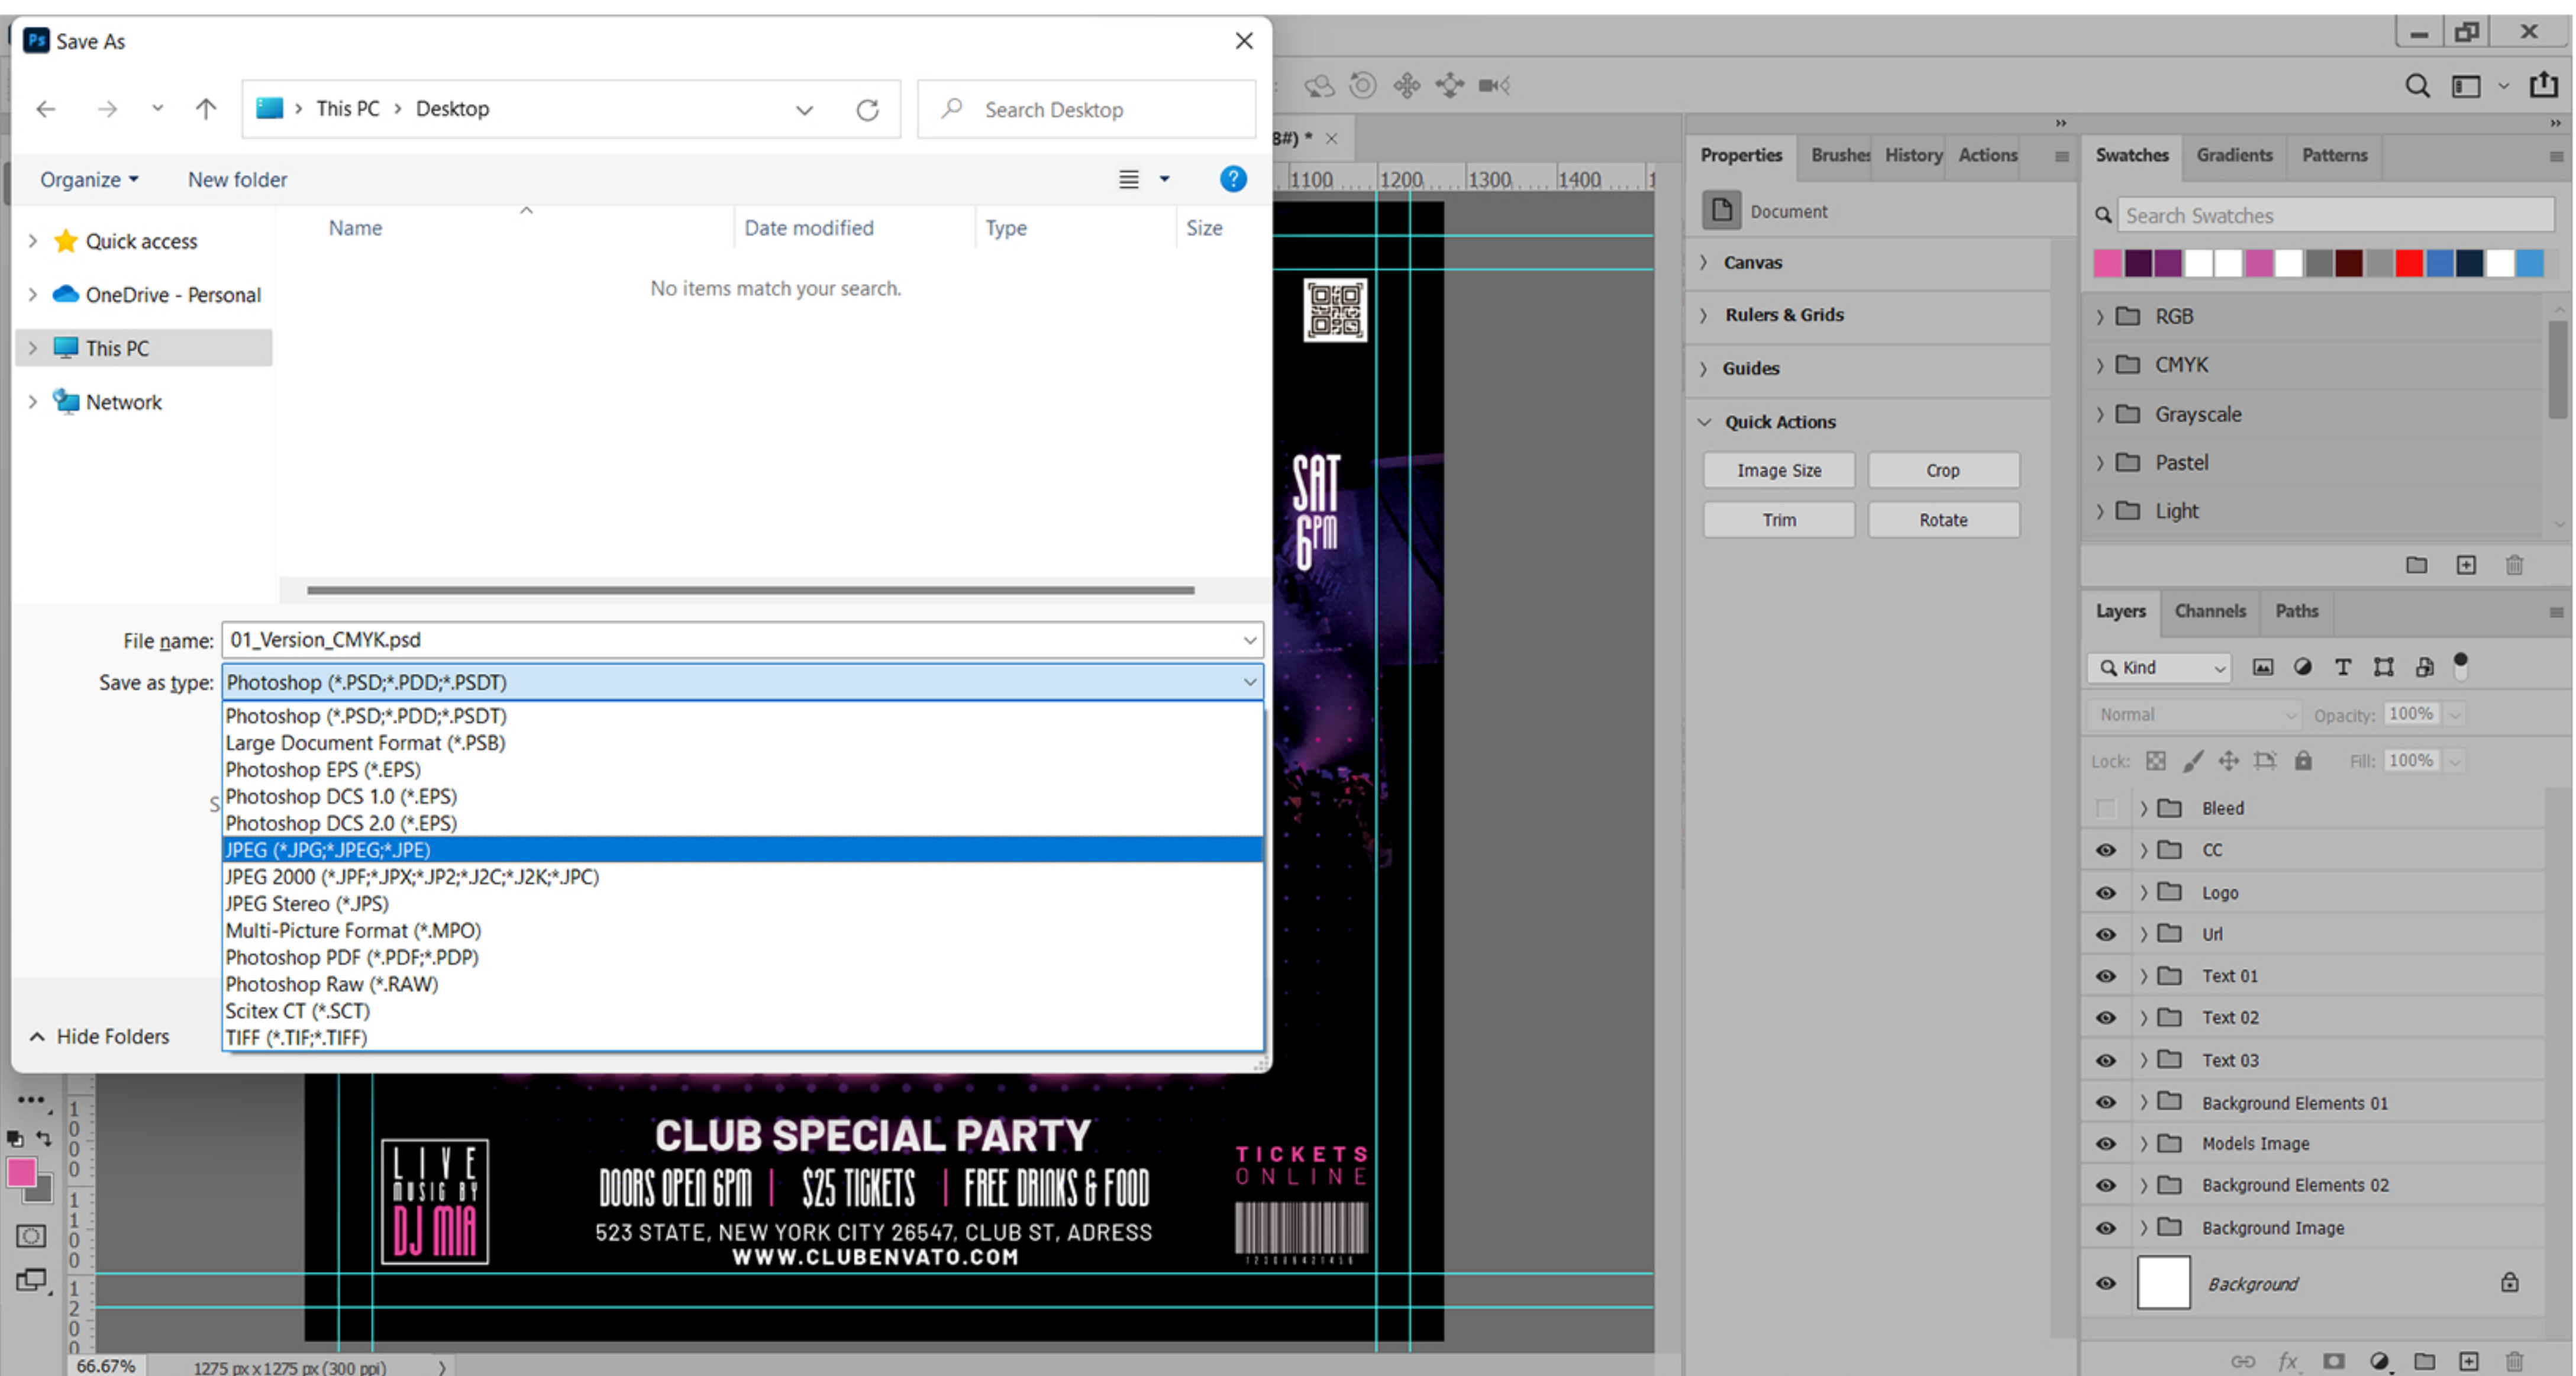 Ps Save As
This PC > Desktop
Search Desktop
Organize
New folder
Name
Date modified
Type
Size
Quick access
No items match your search.
OneDrive - Personal
This PC
Network
File name: 01_Version_CMYK.psd
Save as type: Photoshop (*.PSD;*.PDD;*.PSDT)
Photoshop (*.PSD;*.PDD;*.PSDT)
Large Document Format (*.PSB)
Photoshop EPS (*.EPS)
Photoshop DCS 1.0 (*.EPS)
S
Photoshop DCS 2.0 (*.EPS)
JPEG (*.JPG;*.JPEG;*.JPE)
JPEG 2000 (*.JPF;*.JPX;*.JP2;*.J2C;*.J2K;*.JPC)
JPEG Stereo (*.JPS)
Multi-Picture Format (*.MPO)
Photoshop PDF (*.PDF;*.PDP)
Photoshop Raw (*.RAW)
Scitex CT (*.SCT)
TIFF (*.TIF;*.TIFF)
Hide Folders
8#) *
1100 1200 1300 1400 1
SAT
6PM
LIVE
MUSIC BY
DJ MIA
CLUB SPECIAL PARTY
DOORS OPEN 6PM | $25 TICKETS | FREE DRINKS & FOOD
523 STATE, NEW YORK CITY 26547, CLUB ST, ADRESS
WWW.CLUBENVATO.COM
TICKETS
ONLINE
1000
1100
1200
66.67%
1275 px x 1275 px (300 ppi)
Properties
Brushes
History
Actions
Document
Canvas
Rulers & Grids
Guides
Quick Actions
Image Size
Crop
Trim
Rotate
Swatches
Gradients
Patterns
Search Swatches
RGB
CMYK
Grayscale
Pastel
Light
Layers
Channels
Paths
Kind
Normal
Opacity: 100%
Lock:
Fill: 100%
Bleed
CC
Logo
Url
Text 01
Text 02
Text 03
Background Elements 01
Models Image
Background Elements 02
Background Image
Background
fx